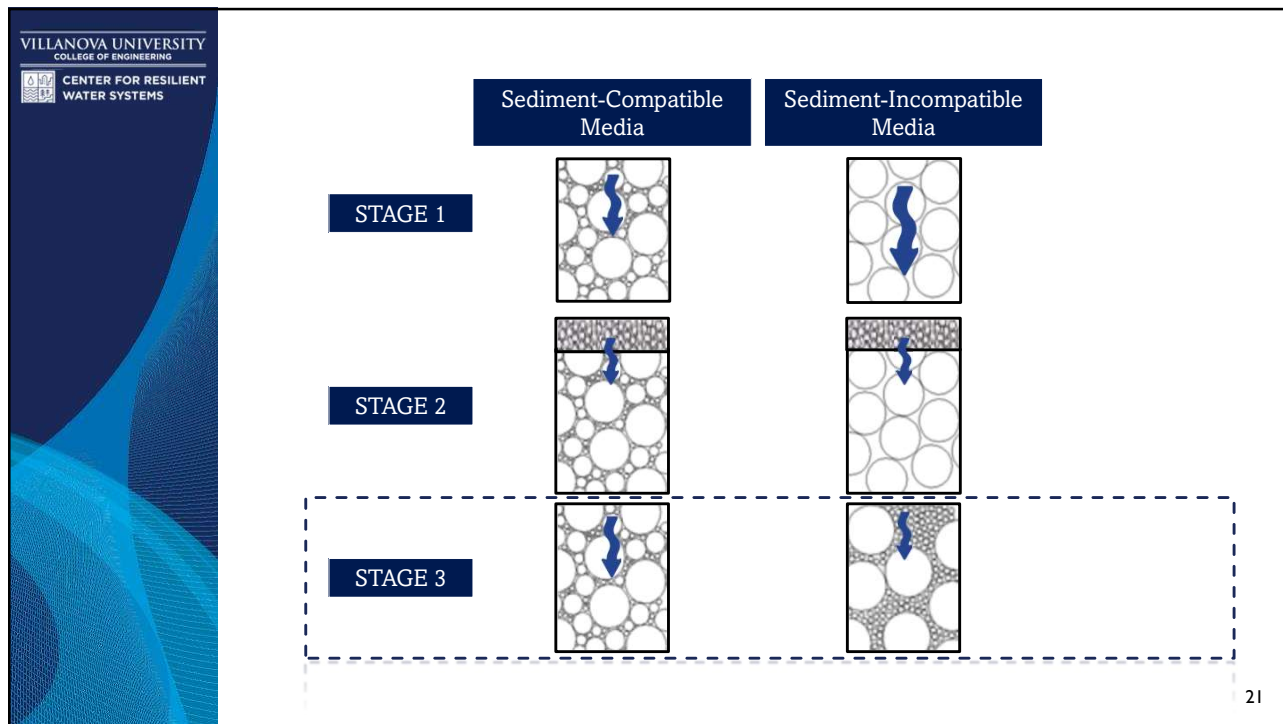 VILLANOVA UNIVERSITY
COLLEGE OF ENGINEERING
CENTER FOR RESILIENT
WATER SYSTEMS
Sediment-Compatible
Media
Sediment-Incompatible
Media
STAGE 1
STAGE 2
STAGE 3
21